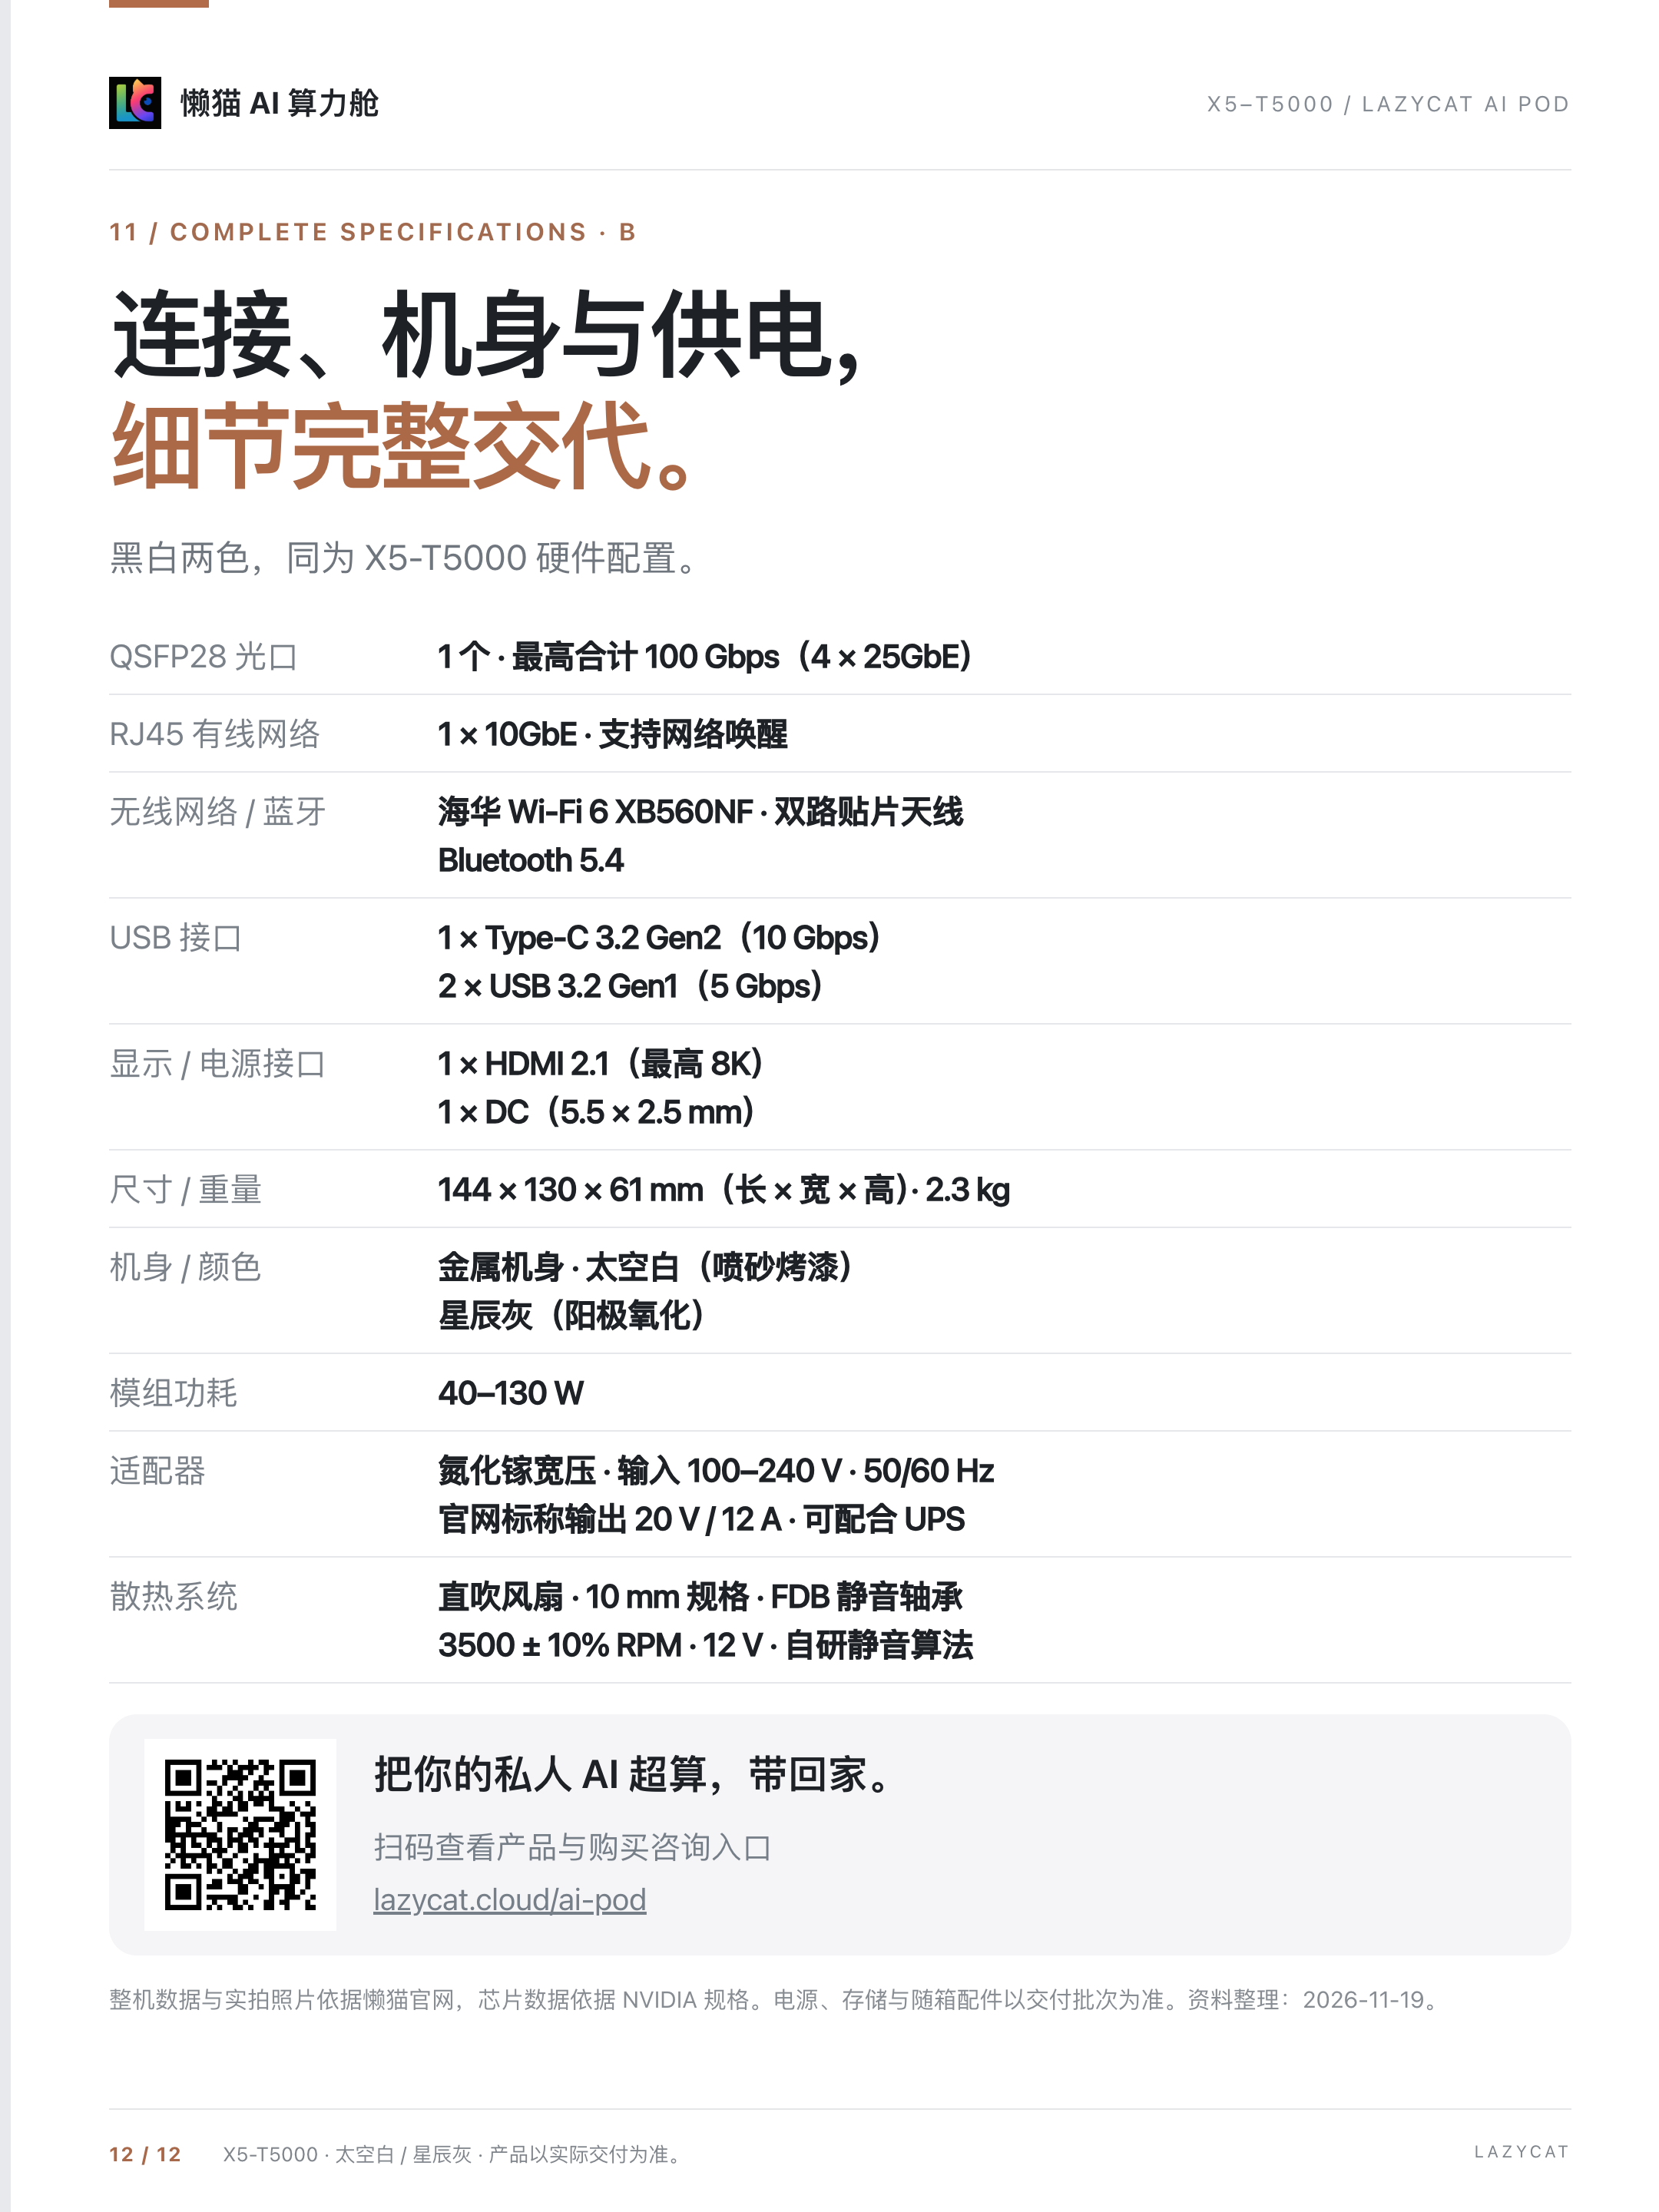 懒猫 AI 算力舱
X5–T5000 / LAZYCAT AI POD
11 / COMPLETE SPECIFICATIONS · B
连接、机身与供电，
细节完整交代。
黑白两色，同为 X5-T5000 硬件配置。
QSFP28 光口
1 个 · 最高合计 100 Gbps（4 × 25GbE）
RJ45 有线网络
1 × 10GbE · 支持网络唤醒
无线网络 / 蓝牙
海华 Wi-Fi 6 XB560NF · 双路贴片天线
Bluetooth 5.4
USB 接口
1 × Type-C 3.2 Gen2（10 Gbps）
2 × USB 3.2 Gen1（5 Gbps）
显示 / 电源接口
1 × HDMI 2.1（最高 8K）
1 × DC（5.5 × 2.5 mm）
尺寸 / 重量
144 × 130 × 61 mm（长 × 宽 × 高）· 2.3 kg
机身 / 颜色
金属机身 · 太空白（喷砂烤漆）
星辰灰（阳极氧化）
模组功耗
40–130 W
适配器
氮化镓宽压 · 输入 100–240 V · 50/60 Hz
官网标称输出 20 V / 12 A · 可配合 UPS
散热系统
直吹风扇 · 10 mm 规格 · FDB 静音轴承
3500 ± 10% RPM · 12 V · 自研静音算法
把你的私人 AI 超算，带回家。
扫码查看产品与购买咨询入口
lazycat.cloud/ai-pod
整机数据与实拍照片依据懒猫官网，芯片数据依据 NVIDIA 规格。电源、存储与随箱配件以交付批次为准。资料整理：2026-11-19。
12 / 12
X5-T5000 · 太空白 / 星辰灰 · 产品以实际交付为准。
LAZYCAT